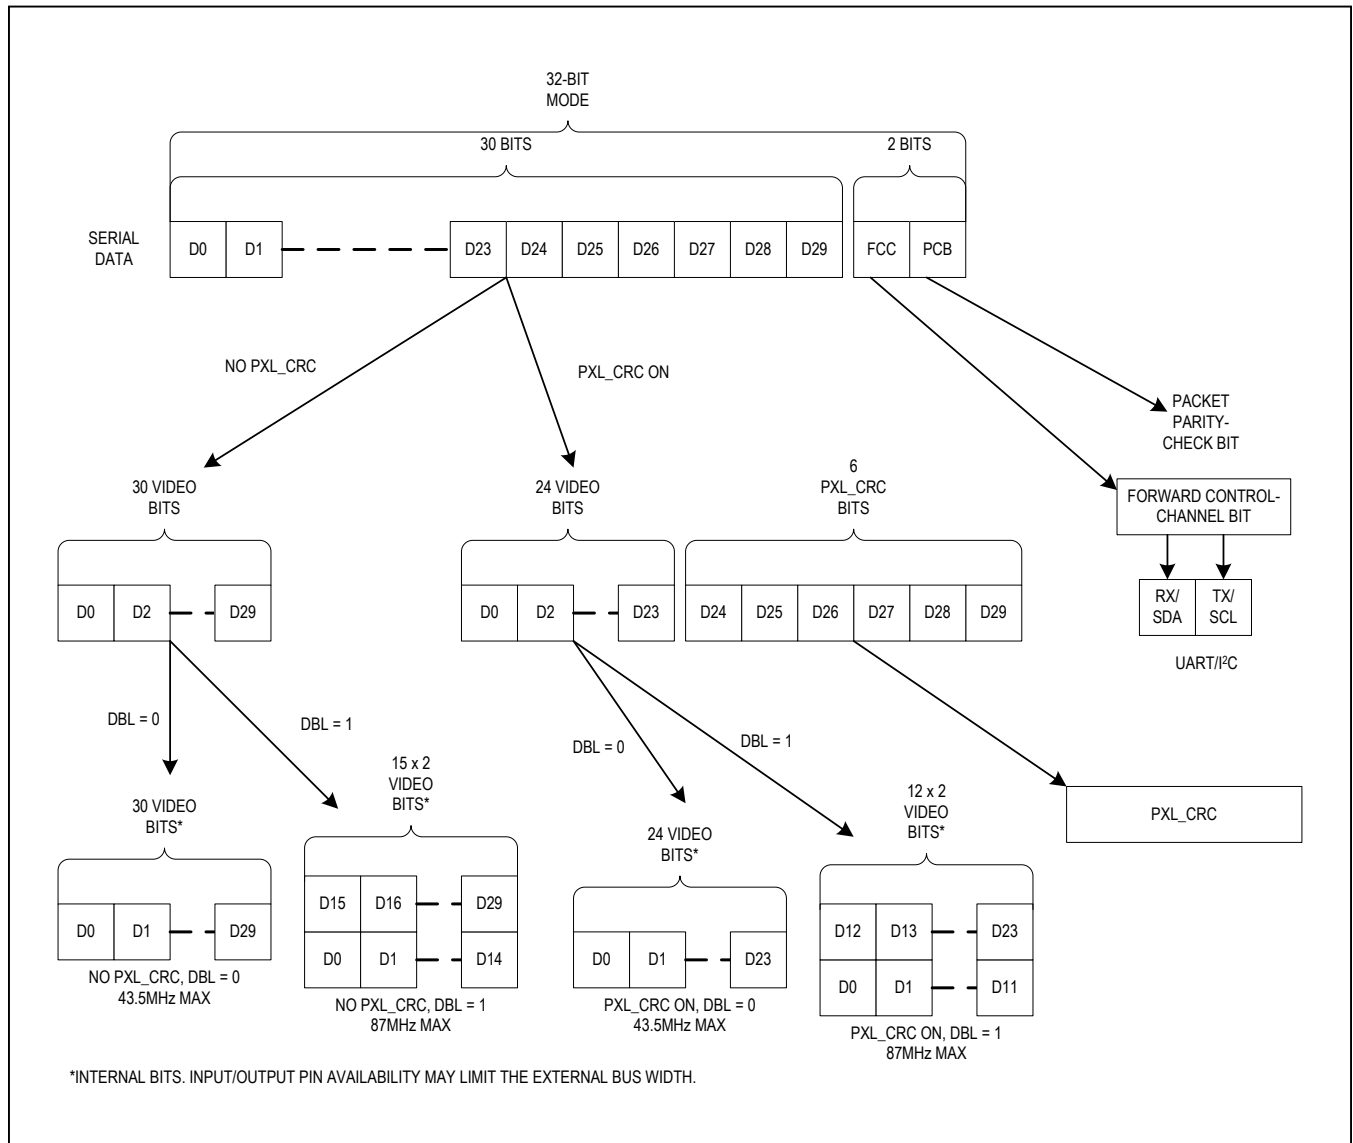 32-BIT
MODE
30 BITS
2 BITS
SERIAL
DATA
D0 D1 D23 D24 D25 D26 D27 D28 D29 FCC PCB
NO PXL_CRC
PXL_CRC ON
PACKET
PARITY-
CHECK BIT
30 VIDEO
BITS
24 VIDEO
BITS
6
PXL_CRC
BITS
FORWARD CONTROL-
CHANNEL BIT
D0 D2 D29
D0 D2 D23
D24 D25 D26 D27 D28 D29
RX/
SDA
TX/
SCL
UART/I²C
DBL = 0
DBL = 1
DBL = 0
DBL = 1
30 VIDEO
BITS*
15 x 2
VIDEO
BITS*
24 VIDEO
BITS*
12 x 2
VIDEO
BITS*
PXL_CRC
D0 D1 D29
NO PXL_CRC, DBL = 0
43.5MHz MAX
D15 D16 D29
D0 D1 D14
NO PXL_CRC, DBL = 1
87MHz MAX
D0 D1 D23
PXL_CRC ON, DBL = 0
43.5MHz MAX
D12 D13 D23
D0 D1 D11
PXL_CRC ON, DBL = 1
87MHz MAX
*INTERNAL BITS. INPUT/OUTPUT PIN AVAILABILITY MAY LIMIT THE EXTERNAL BUS WIDTH.